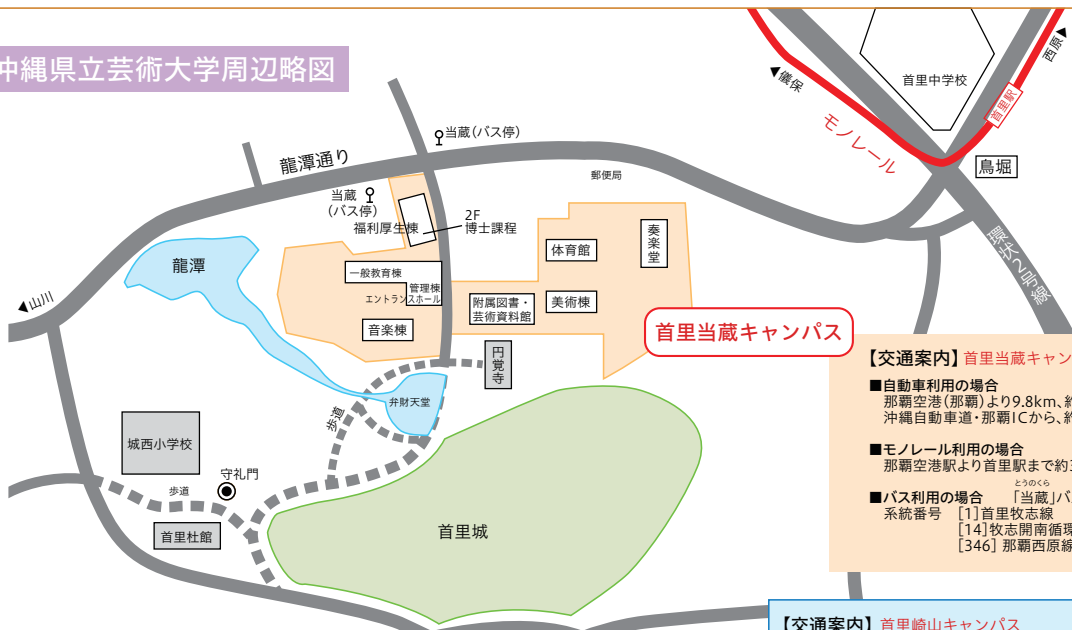 沖縄県立芸術大学周辺略図
首里中学校
西原
儀保
首里駅
モノレール
鳥堀
環状2号線
当蔵(バス停)
龍潭通り
郵便局
当蔵
(バス停)
福利厚生棟
2F
博士課程
奏楽堂
体育館
龍潭
一般教育棟
管理棟
エントランスホール
附属図書・
芸術資料館
美術棟
音楽棟
山川
首里当蔵キャンパス
円覚寺
弁財天堂
歩道
城西小学校
守礼門
歩道
首里杜館
首里城
【交通案内】首里当蔵キャン
■自動車利用の場合
那覇空港(那覇)より9.8km、約
沖縄自動車道・那覇ICから、約
■モノレール利用の場合
那覇空港駅より首里駅まで約
とうのくら
■バス利用の場合 「当蔵」バ
系統番号 [1]首里牧志線
[14]牧志開南循環
[346] 那覇西原線
【交通案内】首里崎山キャンパス